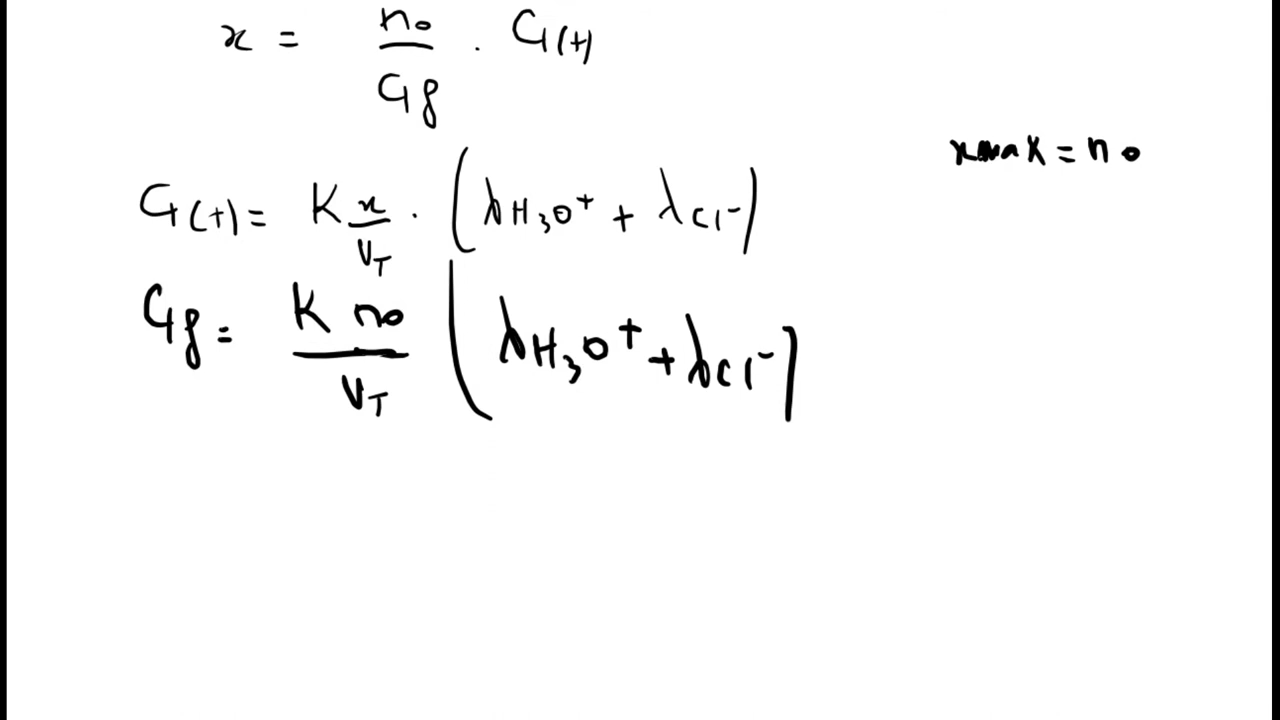 x = n₀ / Gf . G(t)
xmax = n₀
G(t) = K x / V_T . (λH₃O⁺ + λCl⁻)
Gf = K n₀ / V_T (λH₃O⁺ + λCl⁻)